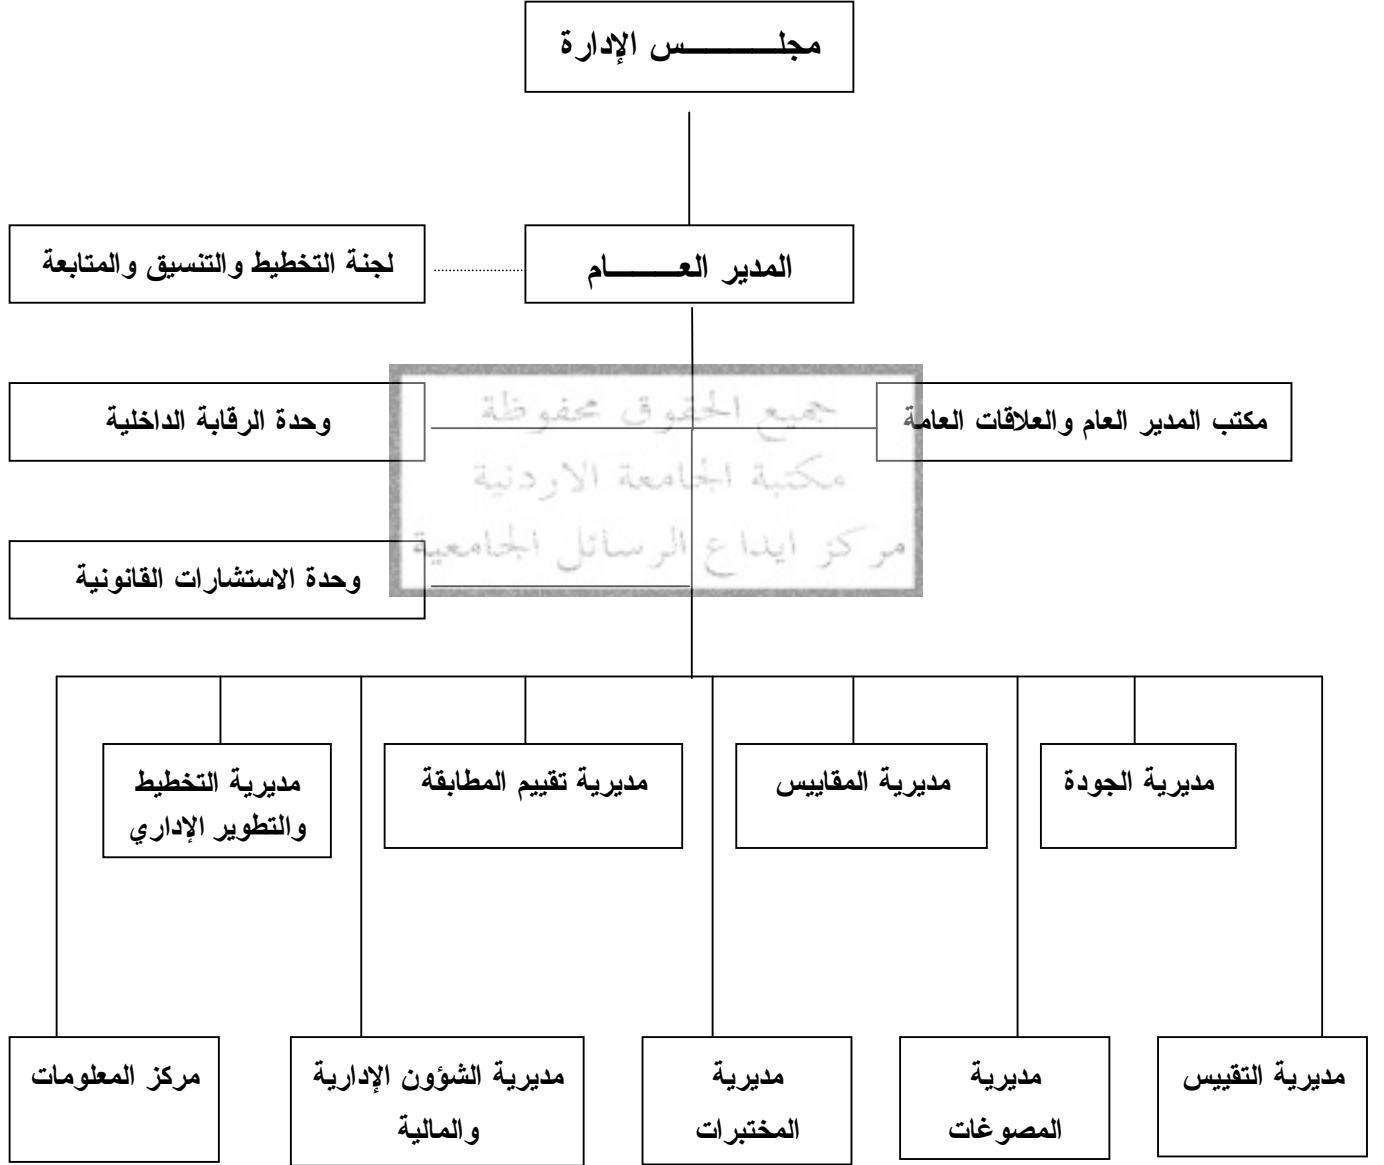 مجلـــــــــس الإدارة
المدير العـــــــام
لجنة التخطيط والتنسيق والمتابعة
مكتب المدير العام والعلاقات العامة
وحدة الرقابة الداخلية
جميع الحقوق محفوظة
مكتبة الجامعة الاردنية
مركز ايداع الرسائل الجامعية
وحدة الاستشارات القانونية
مديرية الجودة
مديرية المقاييس
مديرية تقييم المطابقة
مديرية التخطيط
والتطوير الإداري
مديرية التقييس
مديرية
المصوغات
مديرية
المختبرات
مديرية الشؤون الإدارية
والمالية
مركز المعلومات